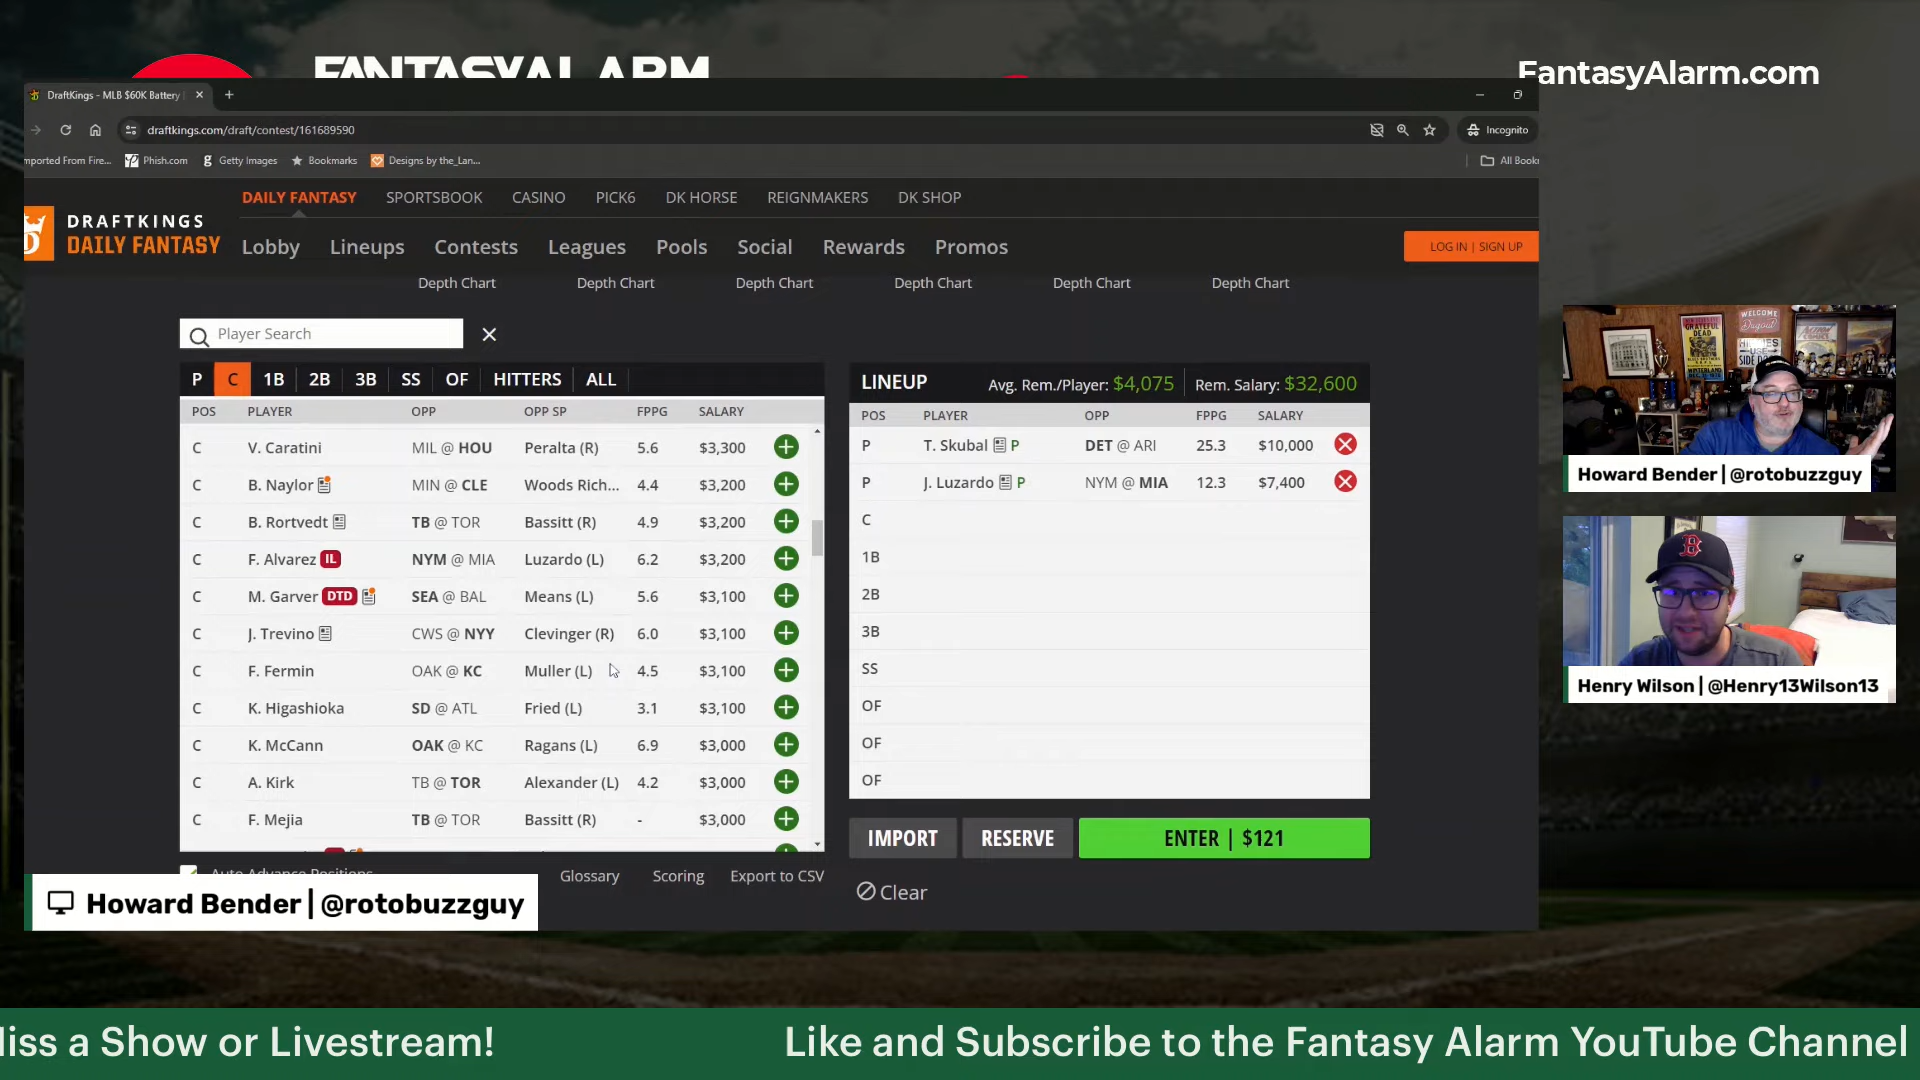 FANTASYALARM
FantasyAlarm.com
DraftKings - MLB $60K Battery
draftkings.com/draft/contest/161689590
Incognito
mported From Fire...
Phish.com
Getty Images
Bookmarks
Designs by the_Lan...
All Book
DAILY FANTASY
SPORTSBOOK
CASINO
PICK6
DK HORSE
REIGNMAKERS
DK SHOP
DRAFTKINGS
DAILY FANTASY
Lobby
Lineups
Contests
Leagues
Pools
Social
Rewards
Promos
LOG IN | SIGN UP
Depth Chart Depth Chart Depth Chart Depth Chart Depth Chart Depth Chart
Player Search
P C 1B 2B 3B SS OF HITTERS ALL
POS PLAYER OPP OPP SP FPPG SALARY
C V. Caratini MIL @ HOU Peralta (R) 5.6 $3,300
C B. Naylor MIN @ CLE Woods Rich... 4.4 $3,200
C B. Rortvedt TB @ TOR Bassitt (R) 4.9 $3,200
C F. Alvarez IL NYM @ MIA Luzardo (L) 6.2 $3,200
C M. Garver DTD SEA @ BAL Means (L) 5.6 $3,100
C J. Trevino CWS @ NYY Clevinger (R) 6.0 $3,100
C F. Fermin OAK @ KC Muller (L) 4.5 $3,100
C K. Higashioka SD @ ATL Fried (L) 3.1 $3,100
C K. McCann OAK @ KC Ragans (L) 6.9 $3,000
C A. Kirk TB @ TOR Alexander (L) 4.2 $3,000
C F. Mejia TB @ TOR Bassitt (R) - $3,000
Auto Advance Positions
Glossary
Scoring
Export to CSV
LINEUP Avg. Rem./Player: $4,075 Rem. Salary: $32,600
POS PLAYER OPP FPPG SALARY
P T. Skubal P DET @ ARI 25.3 $10,000
P J. Luzardo P NYM @ MIA 12.3 $7,400
C
1B
2B
3B
SS
OF
OF
OF
IMPORT
RESERVE
ENTER | $121
Clear
Howard Bender | @rotobuzzguy
Henry Wilson | @Henry13Wilson13
Howard Bender | @rotobuzzguy
liss a Show or Livestream!
Like and Subscribe to the Fantasy Alarm YouTube Channel